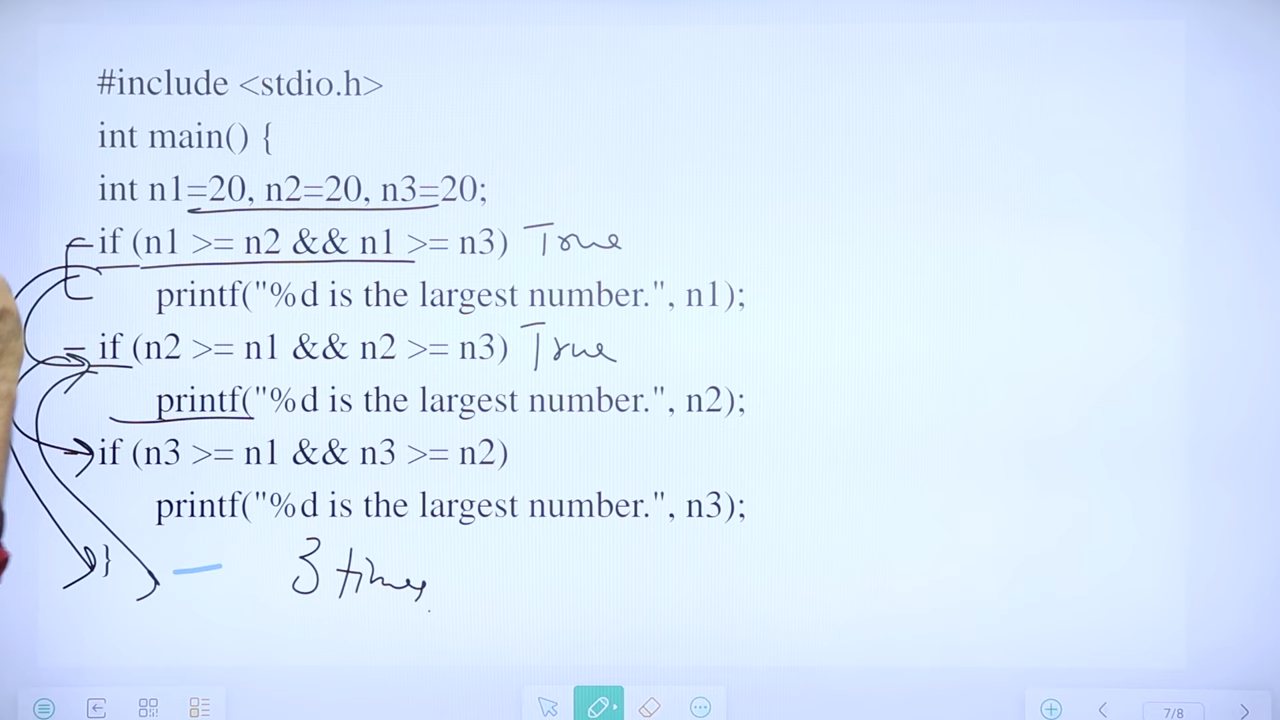 #include <stdio.h>
int main() {
int n1=20, n2=20, n3=20;
if (n1 >= n2 && n1 >= n3) True
printf("%d is the largest number.", n1);
if (n2 >= n1 && n2 >= n3) True
printf("%d is the largest number.", n2);
if (n3 >= n1 && n3 >= n2)
printf("%d is the largest number.", n3);
} 3 times
7/8